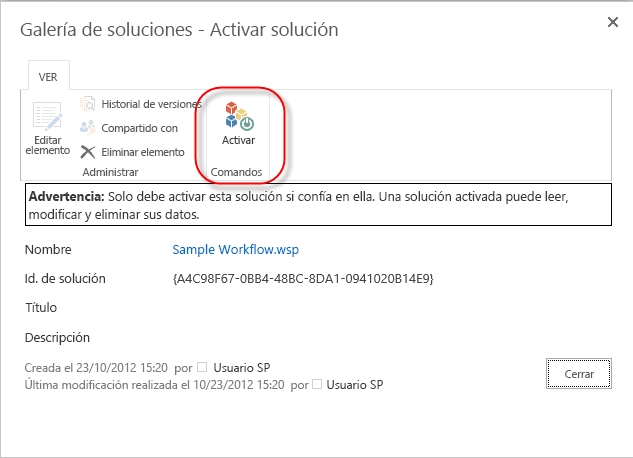 Galería de soluciones - Activar solución
VER
Editar elemento
Historial de versiones
Compartido con
Eliminar elemento
Administrar
Activar
Comandos
Advertencia: Solo debe activar esta solución si confía en ella. Una solución activada puede leer,
modificar y eliminar sus datos.
Nombre Sample Workflow.wsp
Id. de solución {A4C98F67-0BB4-48BC-8DA1-0941020B14E9}
Título
Descripción
Creada el 23/10/2012 15:20 por Usuario SP
Última modificación realizada el 10/23/2012 15:20 por Usuario SP
Cerrar